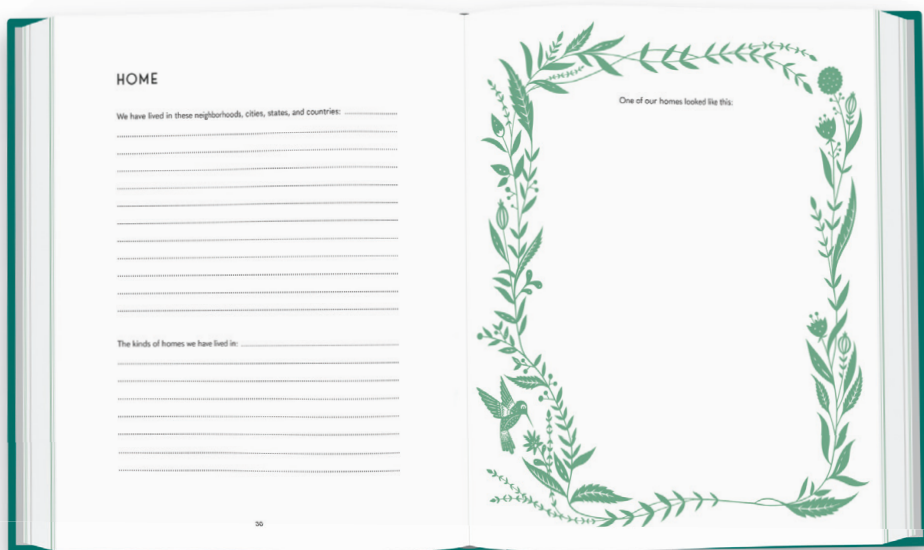 HOME
We have lived in these neighborhoods, cities, states, and countries:
The kinds of homes we have lived in:
36
One of our homes looked like this: